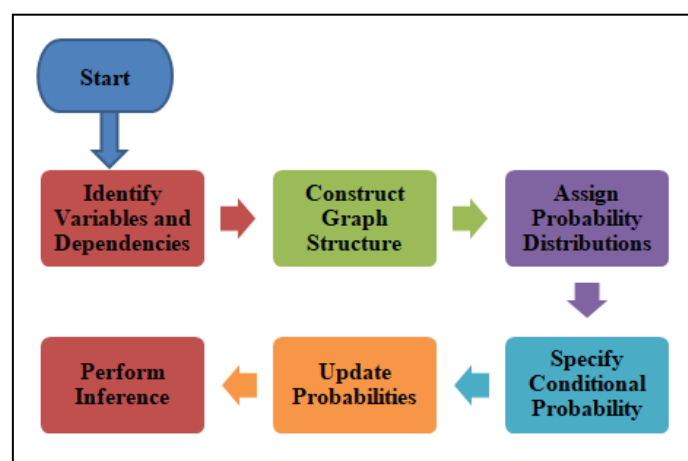 Start
Identify
Variables and
Dependencies
Construct
Graph
Structure
Assign
Probability
Distributions
Specify
Conditional
Probability
Update
Probabilities
Perform
Inference